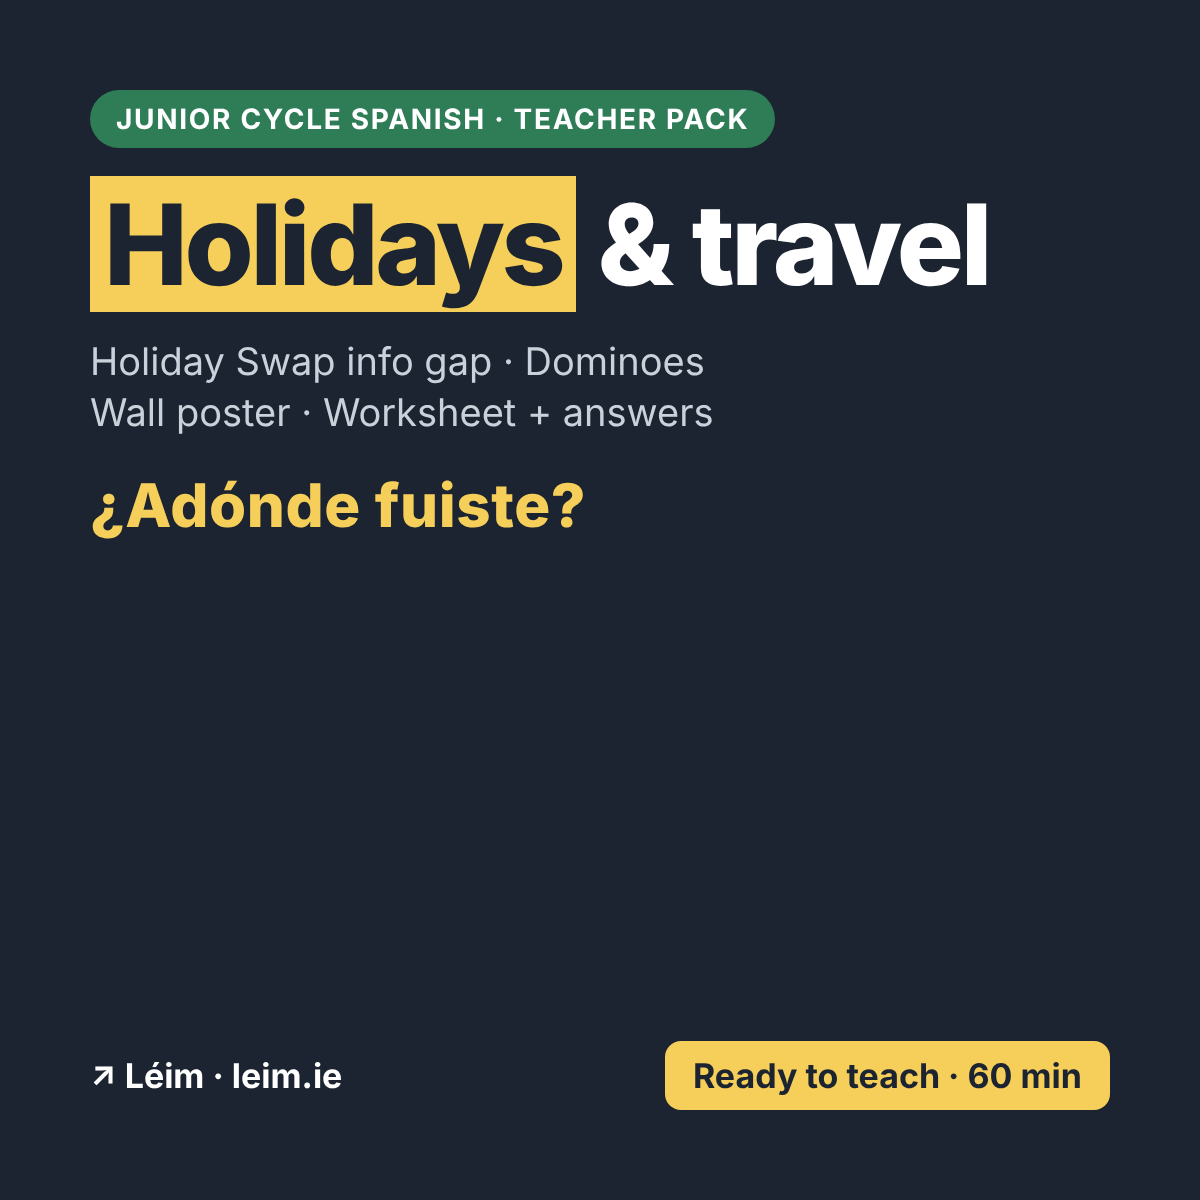 JUNIOR CYCLE SPANISH · TEACHER PACK
Holidays & travel
Holiday Swap info gap · Dominoes
Wall poster · Worksheet + answers
¿Adónde fuiste?
↗ Léim · leim.ie
Ready to teach · 60 min